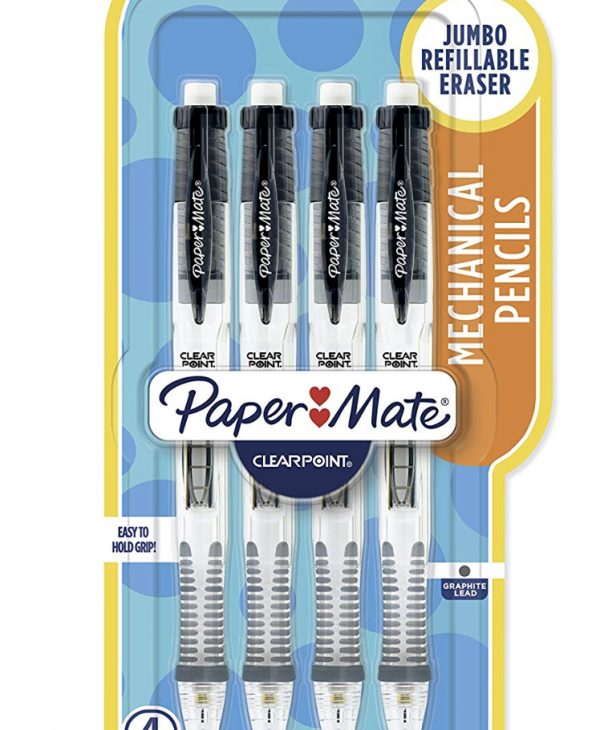 JUMBO
REFILLABLE
ERASER
MECHANICAL
PENCILS
Paper Mate®
Paper Mate®
Paper Mate®
Paper Mate®
CLEAR
POINT®
CLEAR
POINT®
CLEAR
POINT®
CLEAR
POINT®
Paper Mate®
CLEARPOINT®
EASY TO
HOLD GRIP!
GRAPHITE
LEAD
4